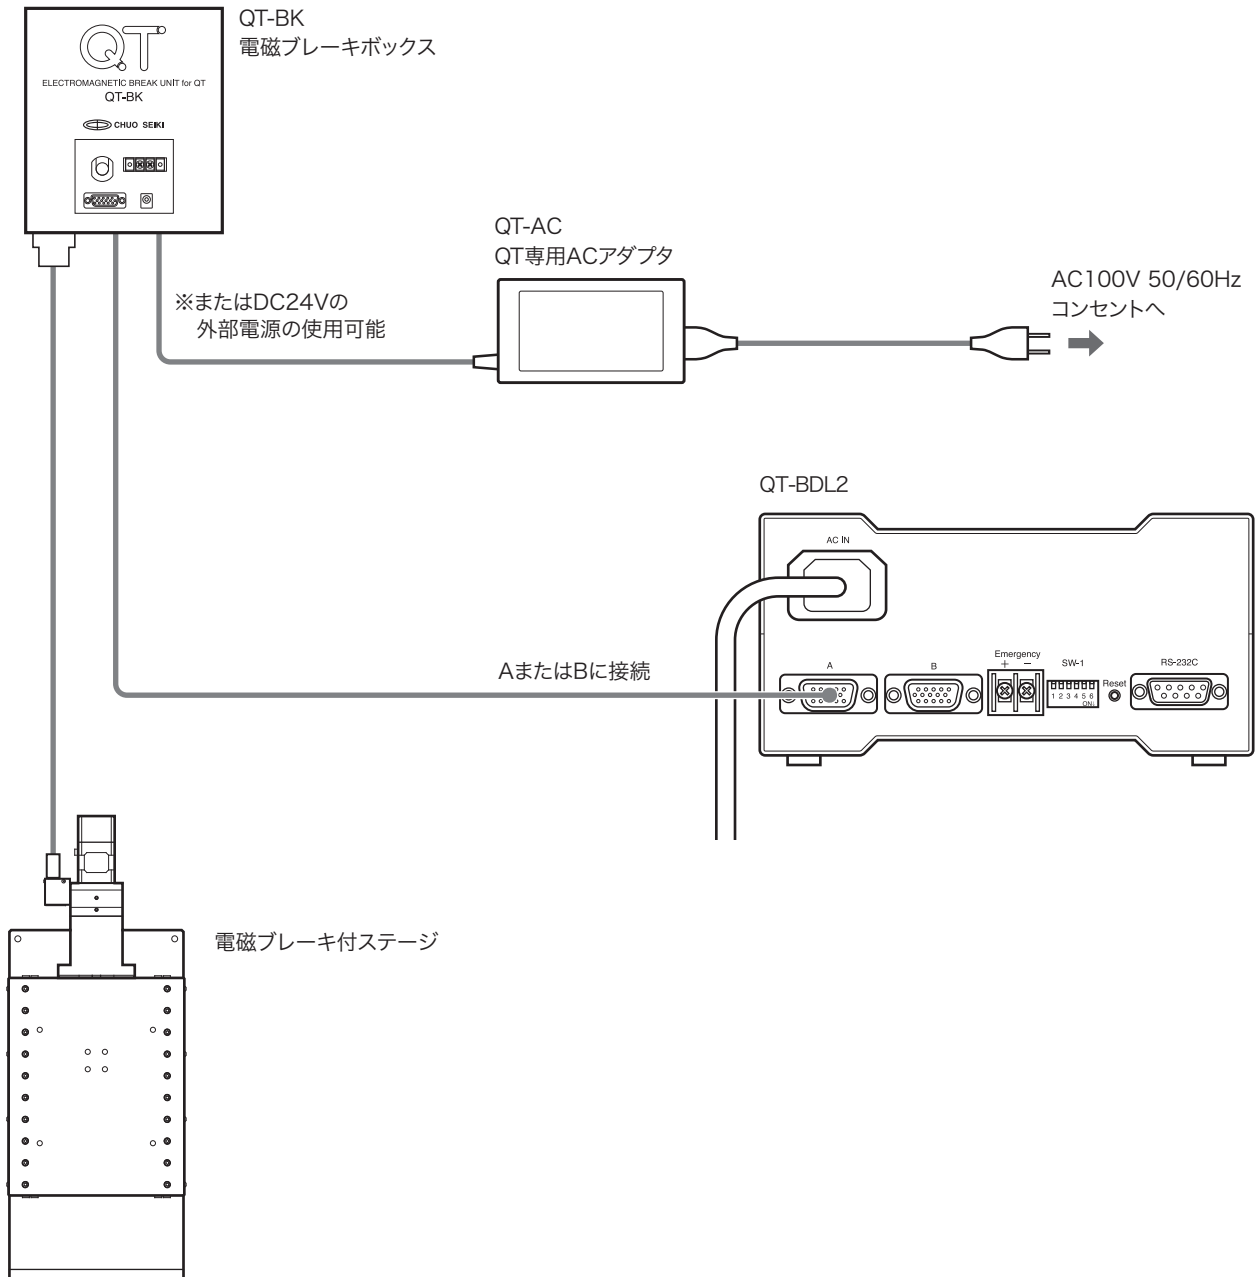 QT-BK
電磁ブレーキボックス
QT
ELECTROMAGNETIC BREAK UNIT for QT
QT-BK
CHUO SEIKI
QT-AC
QT専用ACアダプタ
AC100V 50/60Hz
コンセントへ
※またはDC24Vの
外部電源の使用可能
QT-BDL2
AC IN
AまたはBに接続
A
B
Emergency
+ −
SW-1
1 2 3 4 5 6
ON↓
Reset
RS-232C
電磁ブレーキ付ステージ